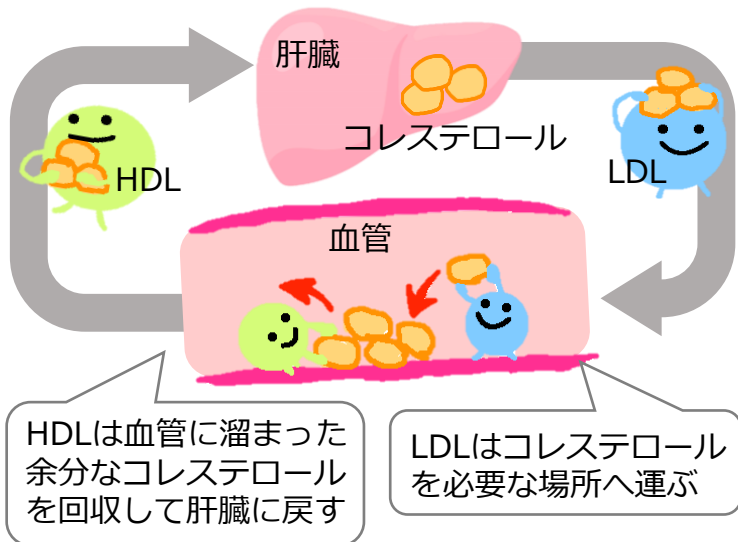 肝臓
コレステロール
HDL
LDL
血管
HDLは血管に溜まった
余分なコレステロール
を回収して肝臓に戻す
LDLはコレステロール
を必要な場所へ運ぶ